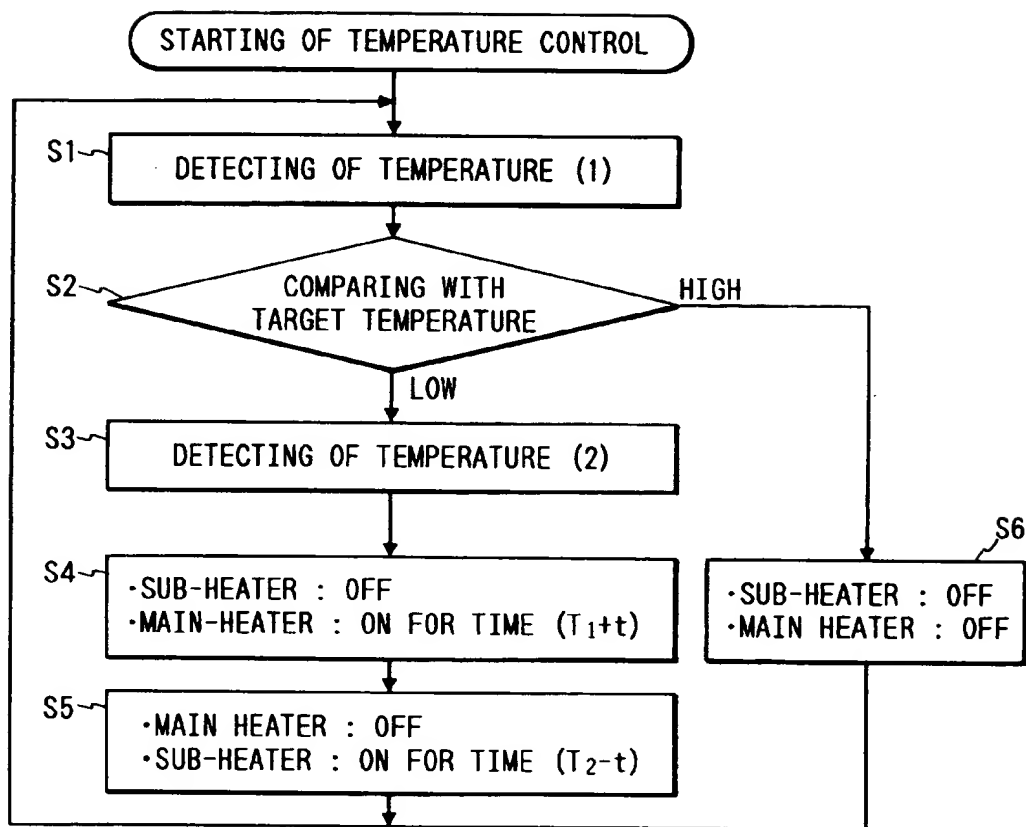 STARTING OF TEMPERATURE CONTROL
S1
DETECTING OF TEMPERATURE (1)
S2
COMPARING WITH
TARGET TEMPERATURE
HIGH
LOW
S3
DETECTING OF TEMPERATURE (2)
S4
·SUB-HEATER : OFF
·MAIN-HEATER : ON FOR TIME (T₁+t)
S6
·SUB-HEATER : OFF
·MAIN HEATER : OFF
S5
·MAIN HEATER : OFF
·SUB-HEATER : ON FOR TIME (T₂-t)